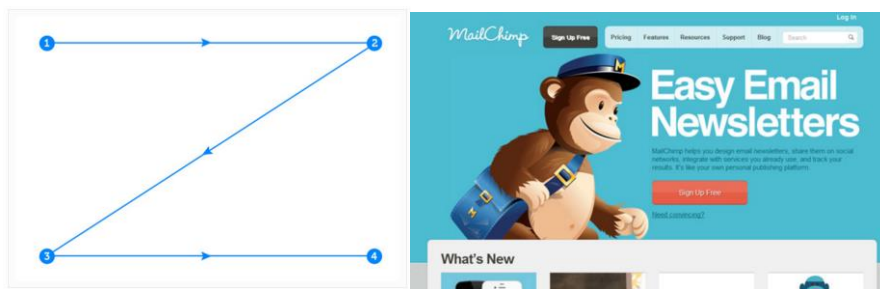 1
2
3
4
Log In
MailChimp
Sign Up Free
Pricing Features Resources Support Blog
Search
Easy Email
Newsletters
MailChimp helps you design email newsletters, share them on social
networks, integrate with services you already use, and track your
results. It's like your own personal publishing platform.
Sign Up Free
Need convincing?
M
M
What's New